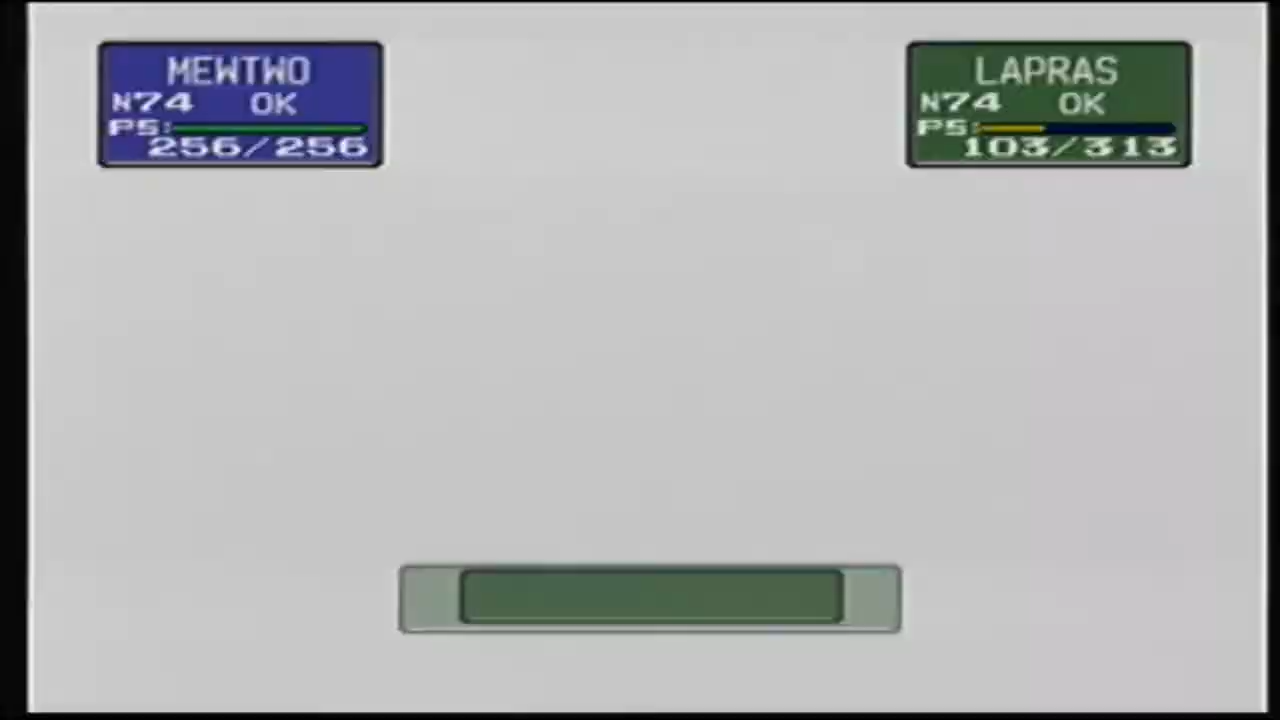 MEWTWO
N74 OK
PS:
256/256
LAPRAS
N74 OK
PS:
103/313